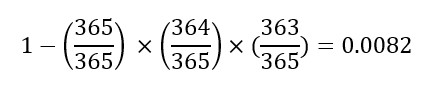 1 − (365/365) × (364/365) × (363/365) = 0.0082